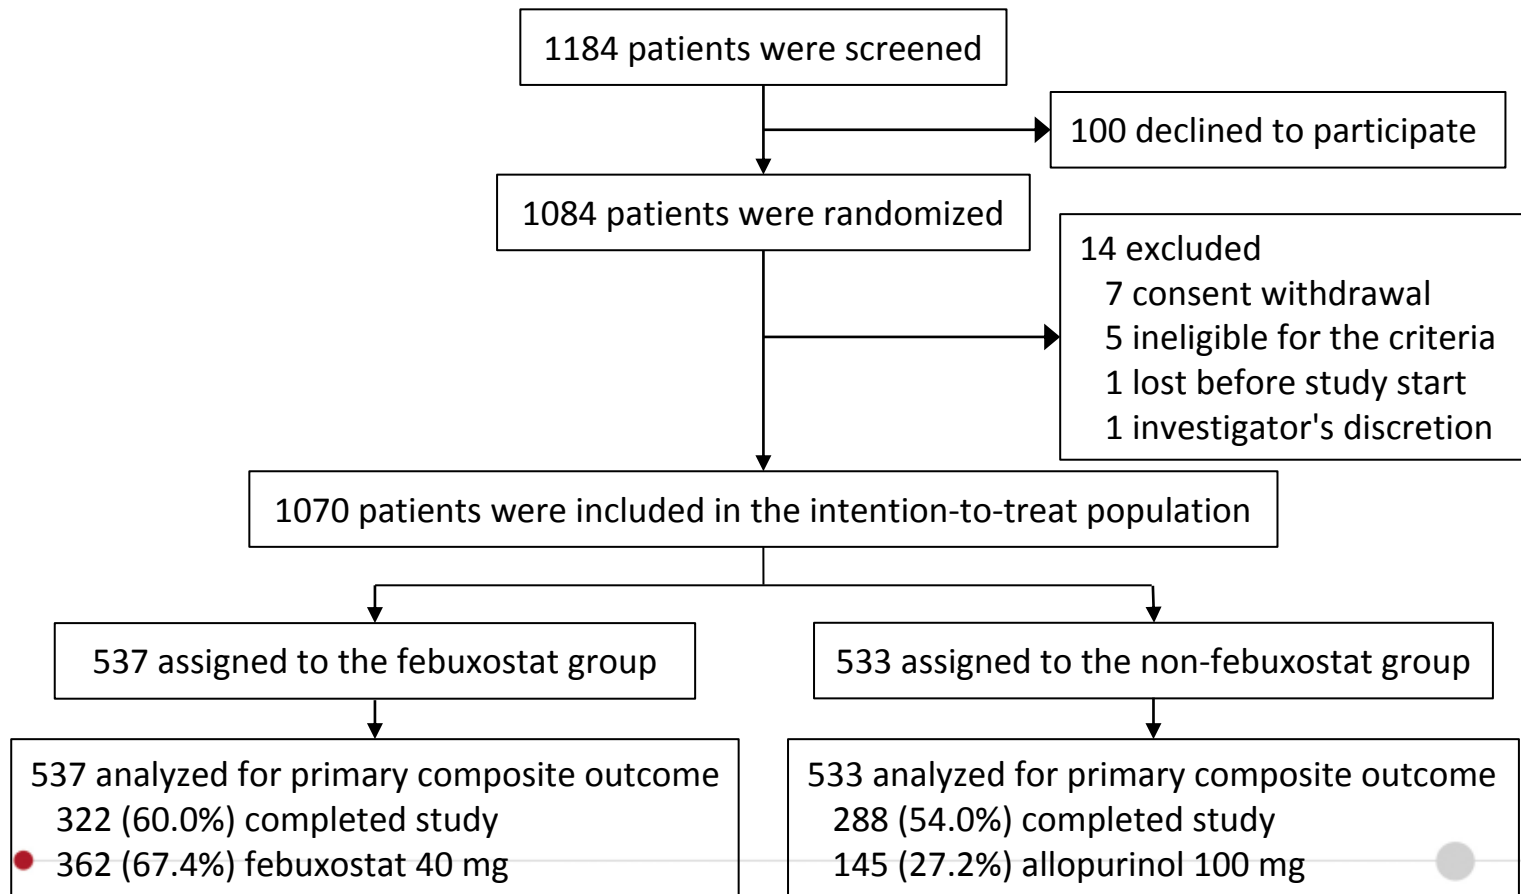 1184 patients were screened
100 declined to participate
1084 patients were randomized
14 excluded
7 consent withdrawal
5 ineligible for the criteria
1 lost before study start
1 investigator's discretion
1070 patients were included in the intention-to-treat population
537 assigned to the febuxostat group
533 assigned to the non-febuxostat group
537 analyzed for primary composite outcome
322 (60.0%) completed study
362 (67.4%) febuxostat 40 mg
533 analyzed for primary composite outcome
288 (54.0%) completed study
145 (27.2%) allopurinol 100 mg